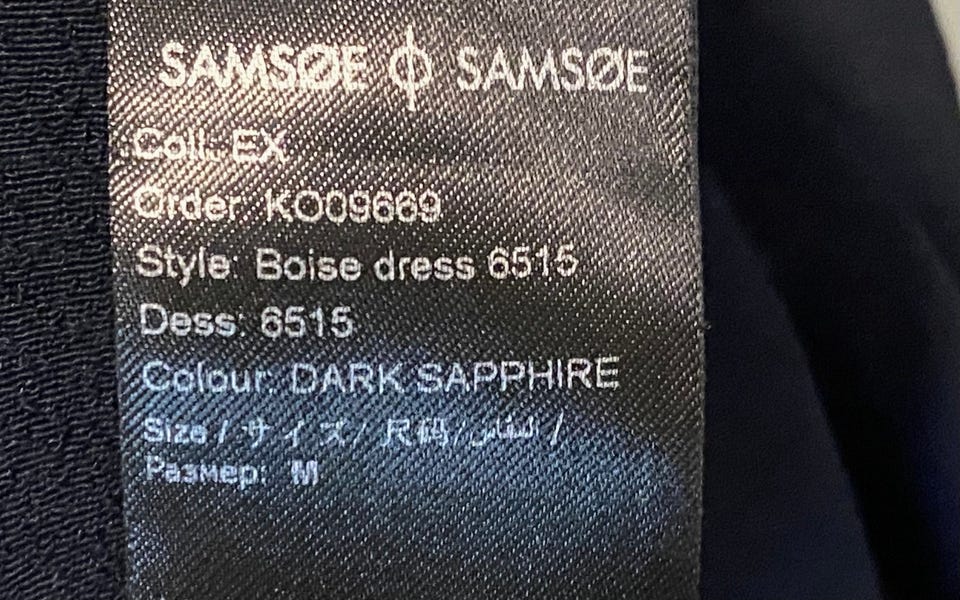 SAMSØE ϕ SAMSØE
Coll.: EX
Order: KO09669
Style: Boise dress 6515
Dess: 6515
Colour: DARK SAPPHIRE
Size / サイズ / 尺码 / المقاس /
Размер: M